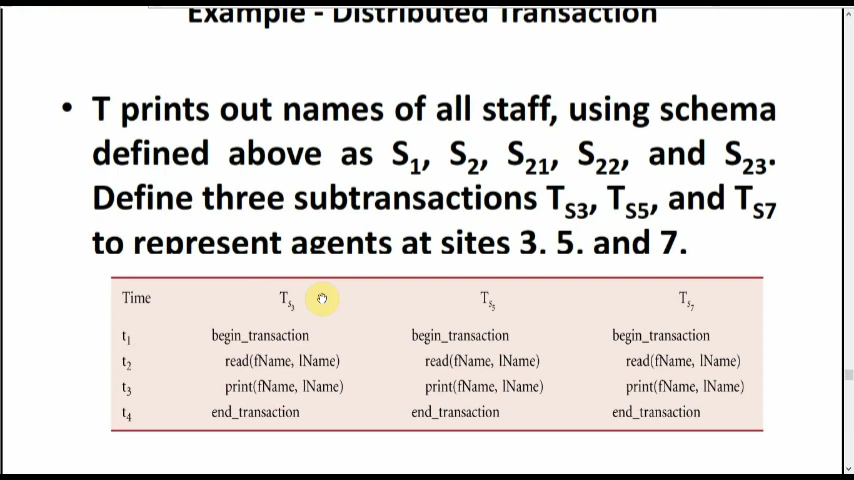 Example - Distributed Transaction
• T prints out names of all staff, using schema
defined above as S1, S2, S21, S22, and S23.
Define three subtransactions TS3, TS5, and TS7
to represent agents at sites 3, 5, and 7.
Time Ts3 Ts5 Ts7
t1 begin_transaction begin_transaction begin_transaction
t2 read(fName, lName) read(fName, lName) read(fName, lName)
t3 print(fName, lName) print(fName, lName) print(fName, lName)
t4 end_transaction end_transaction end_transaction